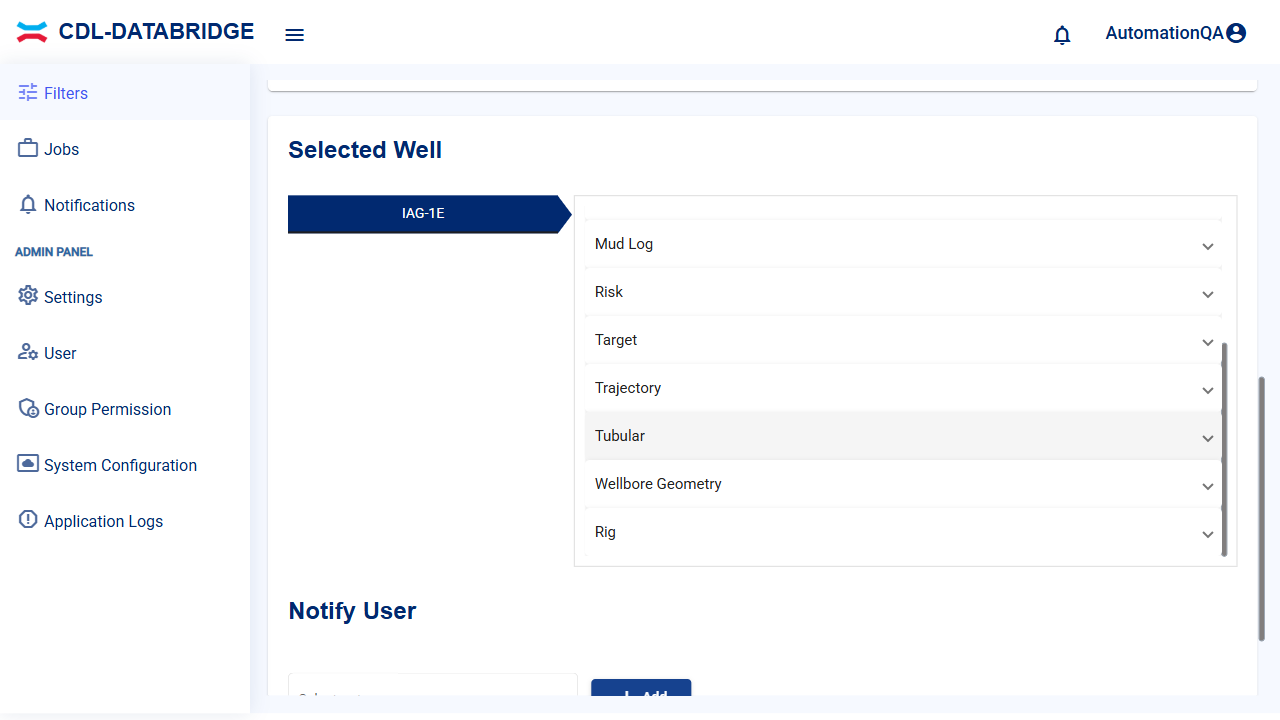 CDL-DATABRIDGE
AutomationQA
Filters
Jobs
Notifications
ADMIN PANEL
Settings
User
Group Permission
System Configuration
Application Logs
Selected Well
IAG-1E
Mud Log
Risk
Target
Trajectory
Tubular
Wellbore Geometry
Rig
Notify User
Add